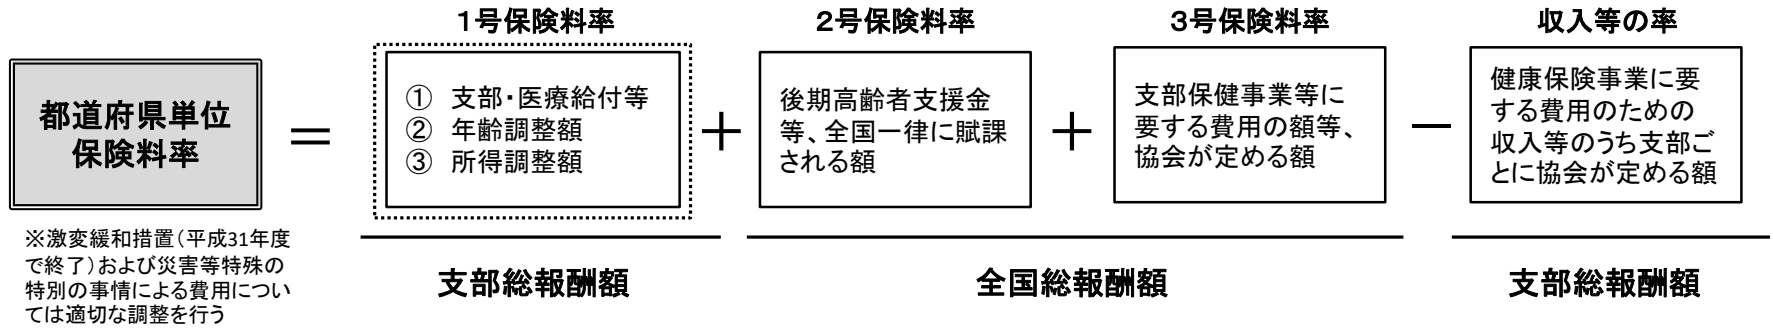 都道府県単位
保険料率
※激変緩和措置(平成31年度
で終了)および災害等特殊の
特別の事情による費用につい
ては適切な調整を行う
＝
1号保険料率
① 支部・医療給付等
② 年齢調整額
③ 所得調整額
＋
2号保険料率
後期高齢者支援金
等、全国一律に賦課
される額
＋
3号保険料率
支部保健事業等に
要する費用の額等、
協会が定める額
－
収入等の率
健康保険事業に要
する費用のための
収入等のうち支部ご
とに協会が定める額
支部総報酬額
全国総報酬額
支部総報酬額